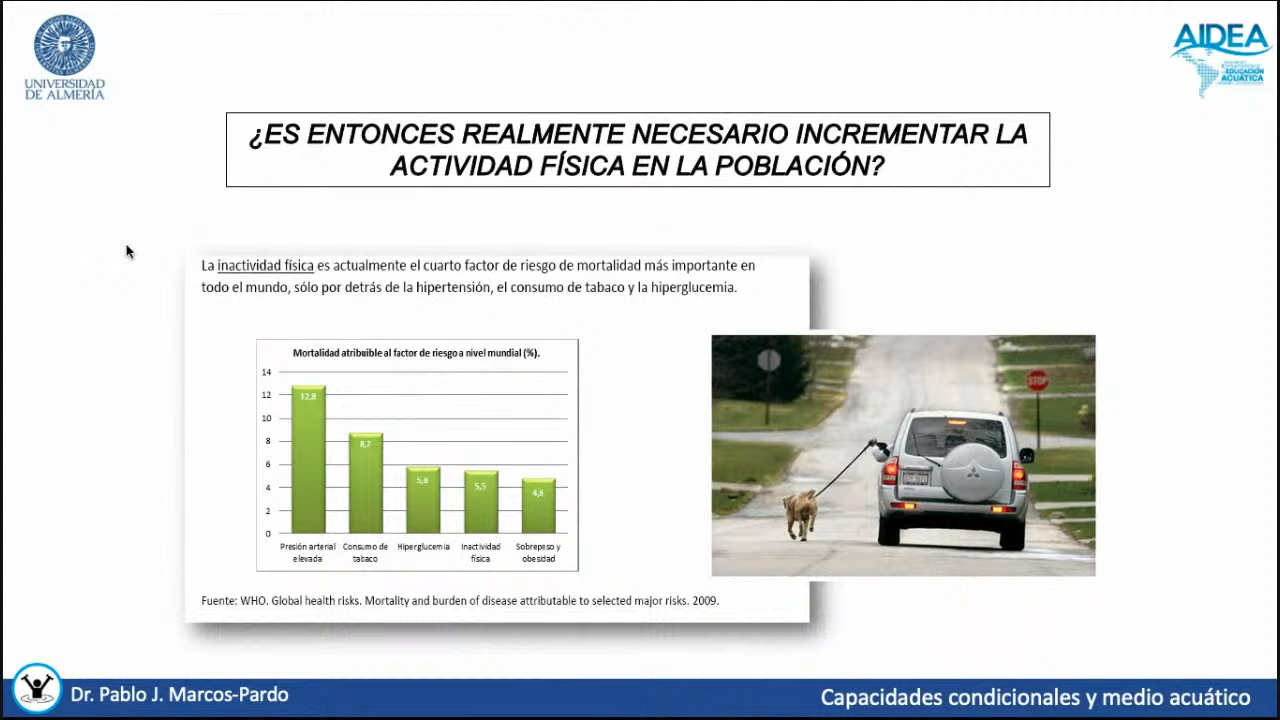 UNIVERSIDAD
DE ALMERÍA
AIDEA
EDUCACIÓN
ACUÁTICA
¿ES ENTONCES REALMENTE NECESARIO INCREMENTAR LA
ACTIVIDAD FÍSICA EN LA POBLACIÓN?
La inactividad física es actualmente el cuarto factor de riesgo de mortalidad más importante en
todo el mundo, sólo por detrás de la hipertensión, el consumo de tabaco y la hiperglucemia.
Mortalidad atribuible al factor de riesgo a nivel mundial (%).
14
12
10
8
6
4
2
0
12,8
8,7
5,8
5,5
4,8
Presión arterial
elevada
Consumo de
tabaco
Hiperglucemia
Inactividad
física
Sobrepeso y
obesidad
STOP
Fuente: WHO. Global health risks. Mortality and burden of disease attributable to selected major risks. 2009.
Dr. Pablo J. Marcos-Pardo
Capacidades condicionales y medio acuático